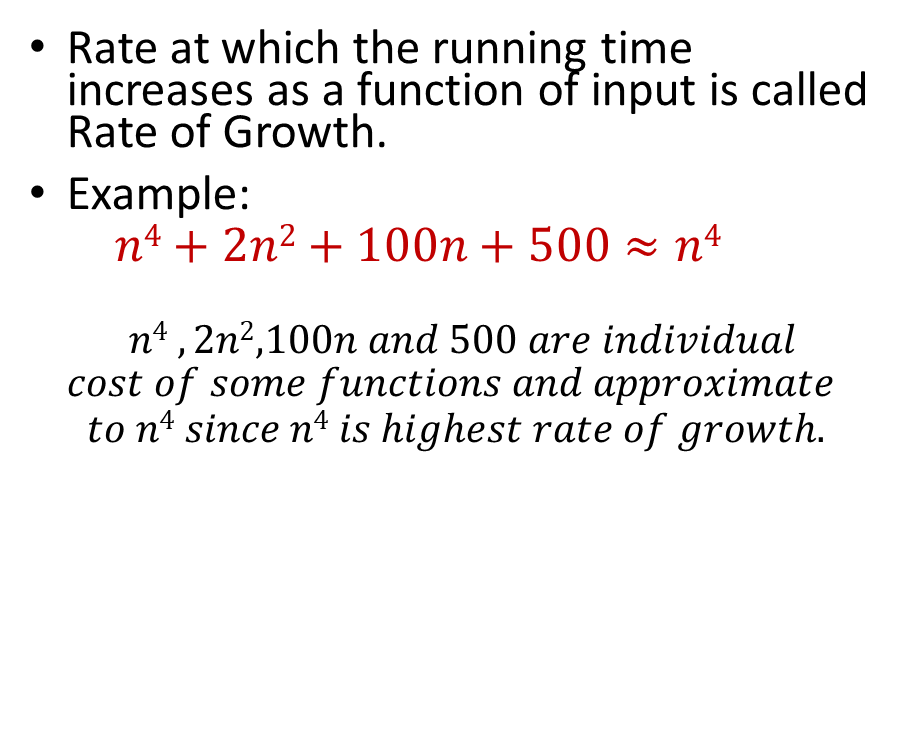 • Rate at which the running time
increases as a function of input is called
Rate of Growth.
• Example:
𝑛⁴ + 2𝑛² + 100𝑛 + 500 ≈ 𝑛⁴
𝑛⁴ , 2𝑛²,100𝑛 𝑎𝑛𝑑 500 𝑎𝑟𝑒 𝑖𝑛𝑑𝑖𝑣𝑖𝑑𝑢𝑎𝑙
𝑐𝑜𝑠𝑡 𝑜𝑓 𝑠𝑜𝑚𝑒 𝑓𝑢𝑛𝑐𝑡𝑖𝑜𝑛𝑠 𝑎𝑛𝑑 𝑎𝑝𝑝𝑟𝑜𝑥𝑖𝑚𝑎𝑡𝑒
𝑡𝑜 𝑛⁴ 𝑠𝑖𝑛𝑐𝑒 𝑛⁴ 𝑖𝑠 ℎ𝑖𝑔ℎ𝑒𝑠𝑡 𝑟𝑎𝑡𝑒 𝑜𝑓 𝑔𝑟𝑜𝑤𝑡ℎ.